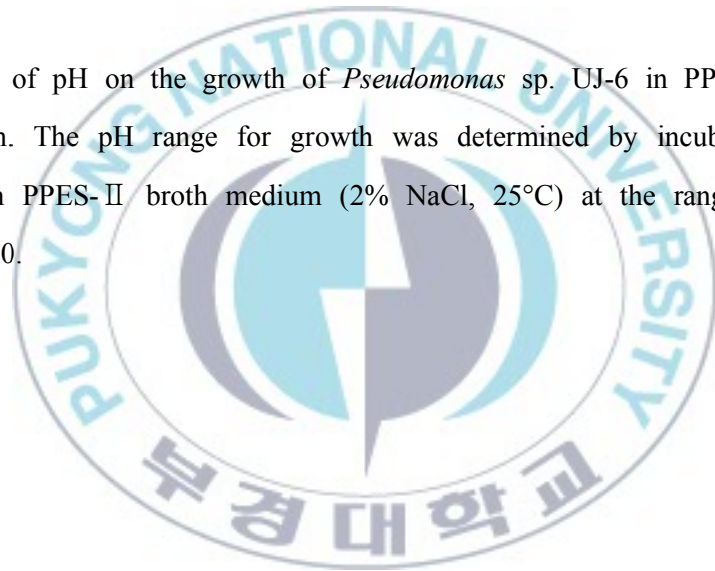 of pH on the growth of Pseudomonas sp. UJ-6 in PP
The pH range for growth was determined by incub
PPES-Ⅱ broth medium (2% NaCl, 25°C) at the rang
0.
PUKYONG NATIONAL UNIVERSITY
부경대학교